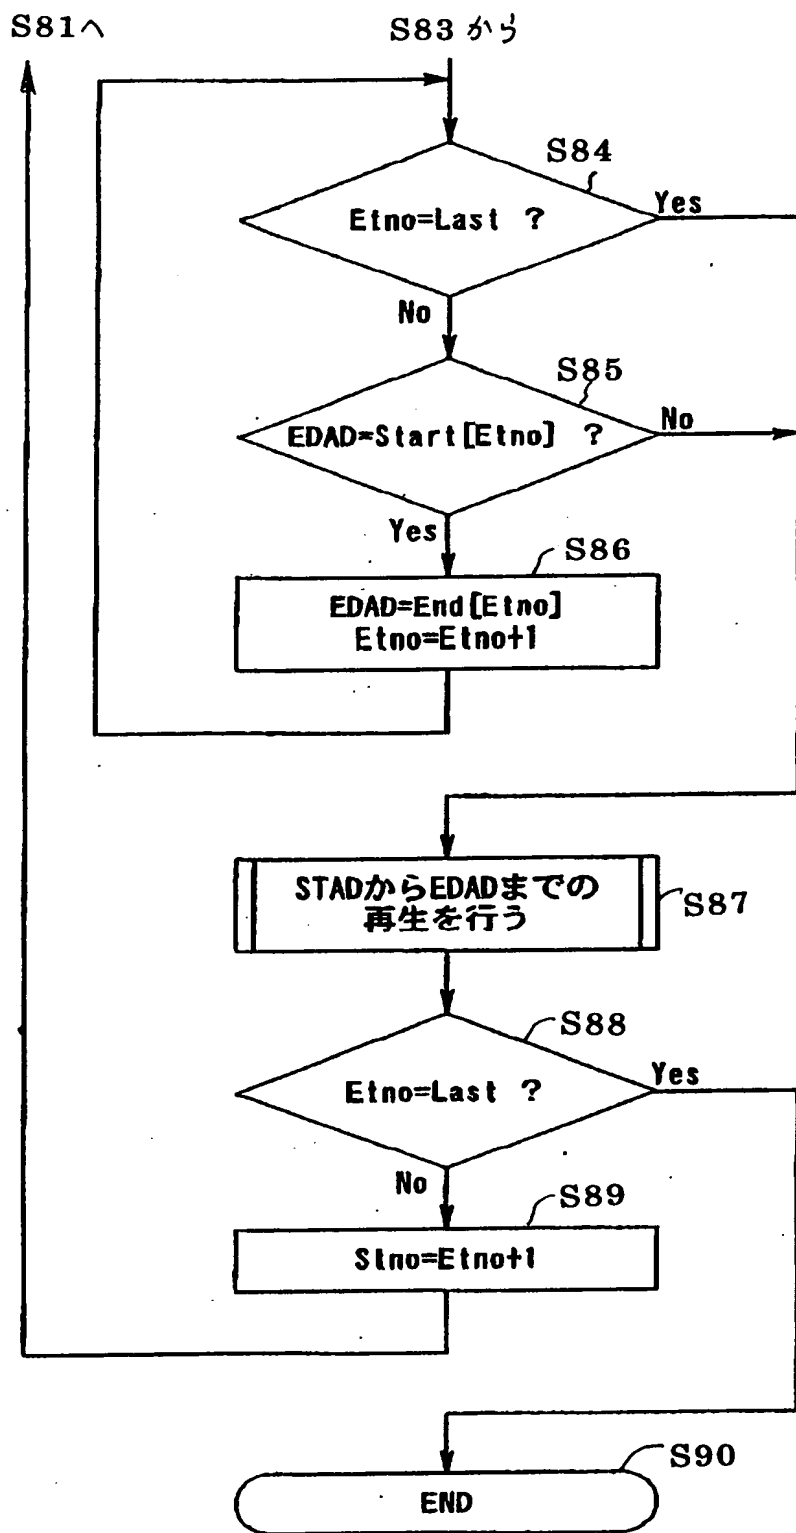 S81へ
S83から
S84
Etno=Last ?
Yes
No
S85
EDAD=Start[Etno] ?
No
Yes
S86
EDAD=End[Etno]
Etno=Etno+1
STADからEDADまでの
再生を行う
S87
S88
Etno=Last ?
Yes
No
S89
Stno=Etno+1
S90
END